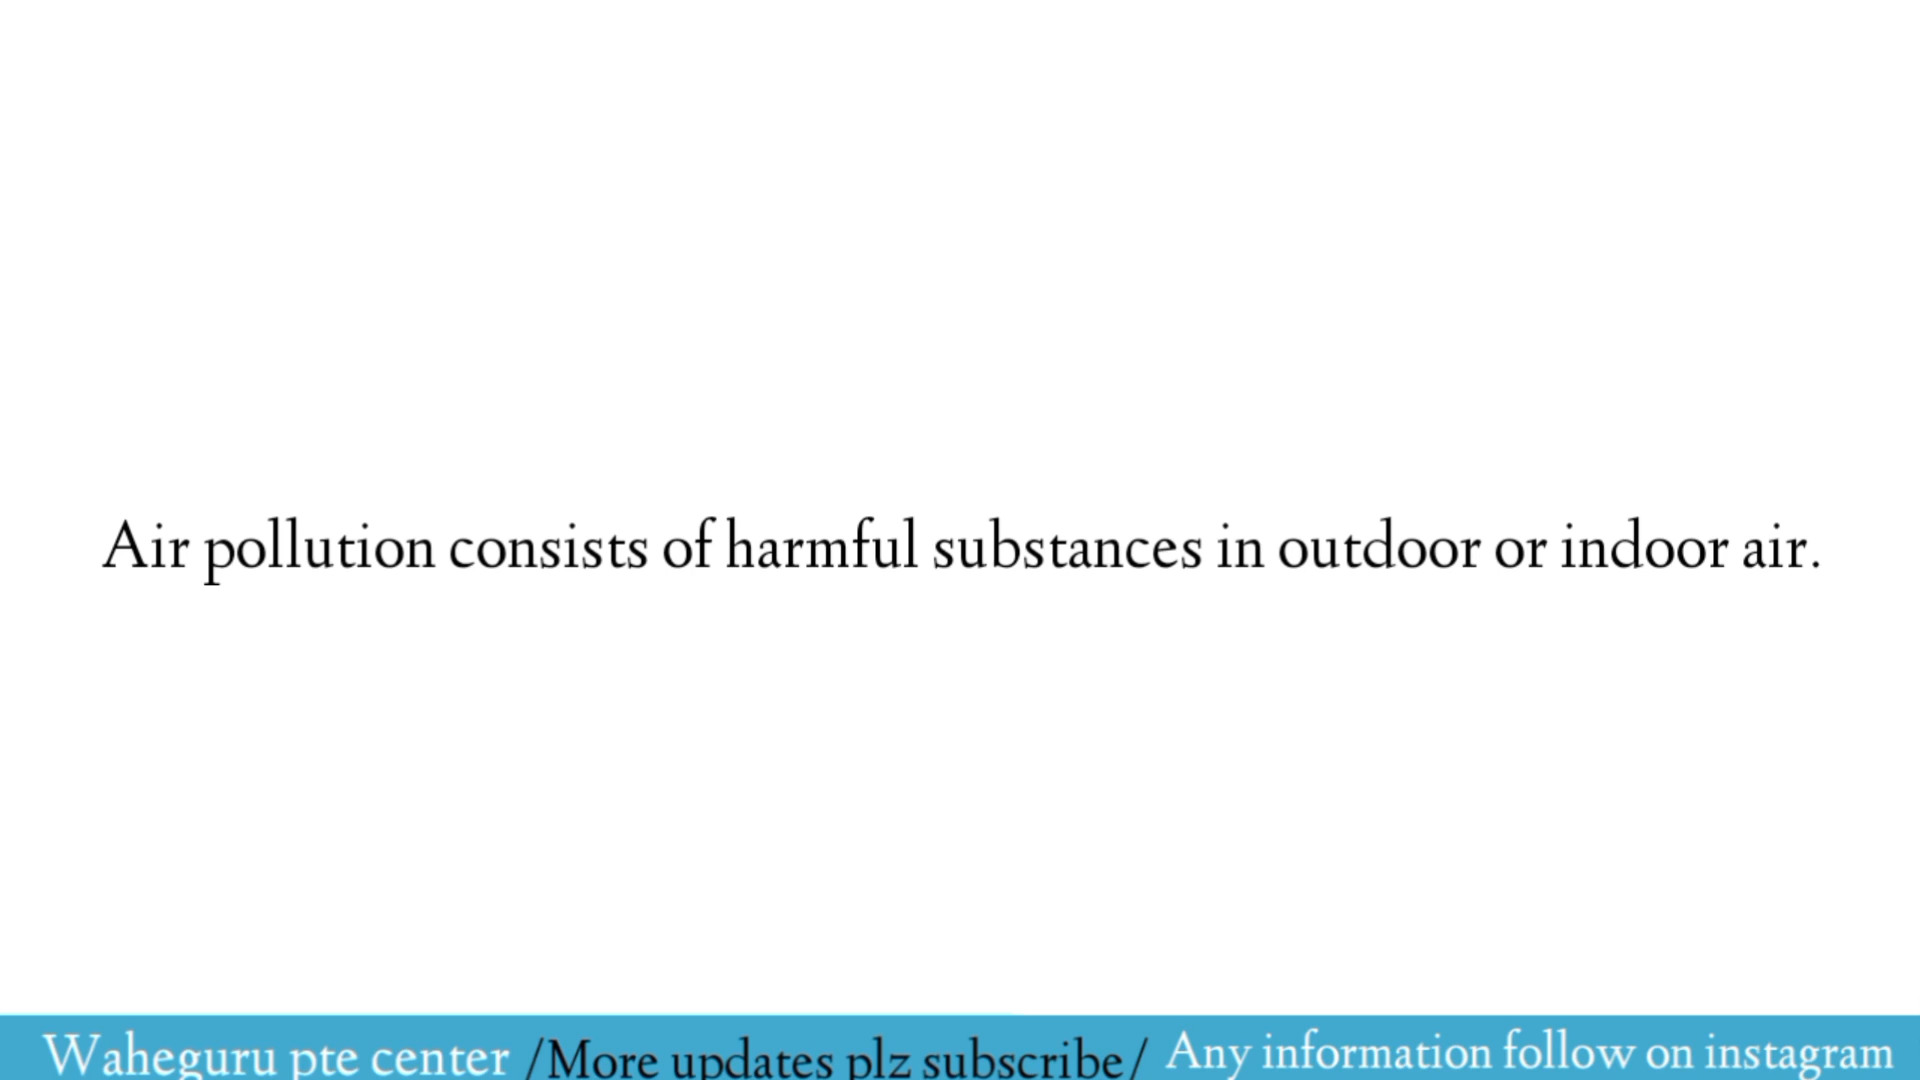 Air pollution consists of harmful substances in outdoor or indoor air.
Waheguru pte center /More updates plz subscribe/ Any information follow on instagram